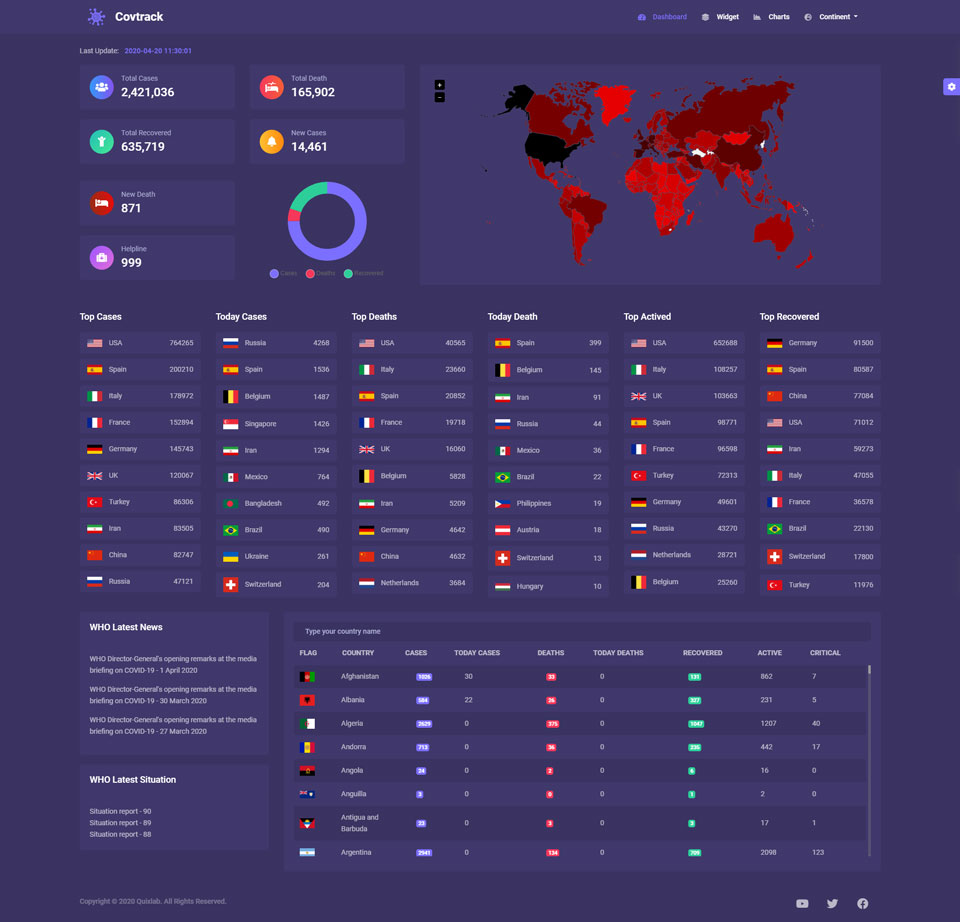 Covtrack
Dashboard Widget Charts Continent
Last Update: 2020-04-20 11:30:01
Total Cases
2,421,036
Total Death
165,902
Total Recovered
635,719
New Cases
14,461
New Death
871
Helpline
999
+
−
Cases Deaths Recovered
Top Cases
USA 764265
Spain 200210
Italy 178972
France 152894
Germany 145743
UK 120067
Turkey 86306
Iran 83505
China 82747
Russia 47121
Today Cases
Russia 4268
Spain 1536
Belgium 1487
Singapore 1426
Iran 1294
Mexico 764
Bangladesh 492
Brazil 490
Ukraine 261
Switzerland 204
Top Deaths
USA 40565
Italy 23660
Spain 20852
France 19718
UK 16060
Belgium 5828
Iran 5209
Germany 4642
China 4632
Netherlands 3684
Today Death
Spain 399
Belgium 145
Iran 91
Russia 44
Mexico 36
Brazil 22
Philippines 19
Austria 18
Switzerland 13
Hungary 10
Top Actived
USA 652688
Italy 108257
UK 103663
Spain 98771
France 96598
Turkey 72313
Germany 49601
Russia 43270
Netherlands 28721
Belgium 25260
Top Recovered
Germany 91500
Spain 80587
China 77084
USA 71012
Iran 59273
Italy 47055
France 36578
Brazil 22130
Switzerland 17800
Turkey 11976
WHO Latest News
WHO Director-General's opening remarks at the media
briefing on COVID-19 - 1 April 2020
WHO Director-General's opening remarks at the media
briefing on COVID-19 - 30 March 2020
WHO Director-General's opening remarks at the media
briefing on COVID-19 - 27 March 2020
WHO Latest Situation
Situation report - 90
Situation report - 89
Situation report - 88
Type your country name
FLAG COUNTRY CASES TODAY CASES DEATHS TODAY DEATHS RECOVERED ACTIVE CRITICAL
Afghanistan 1026 30 33 0 131 862 7
Albania 584 22 26 0 327 231 5
Algeria 2629 0 375 0 1047 1207 40
Andorra 713 0 36 0 235 442 17
Angola 24 0 2 0 6 16 0
Anguilla 3 0 0 0 1 2 0
Antigua and
Barbuda 23 0 3 0 3 17 1
Argentina 2941 0 134 0 709 2098 123
Copyright © 2020 Quislab. All Rights Reserved.